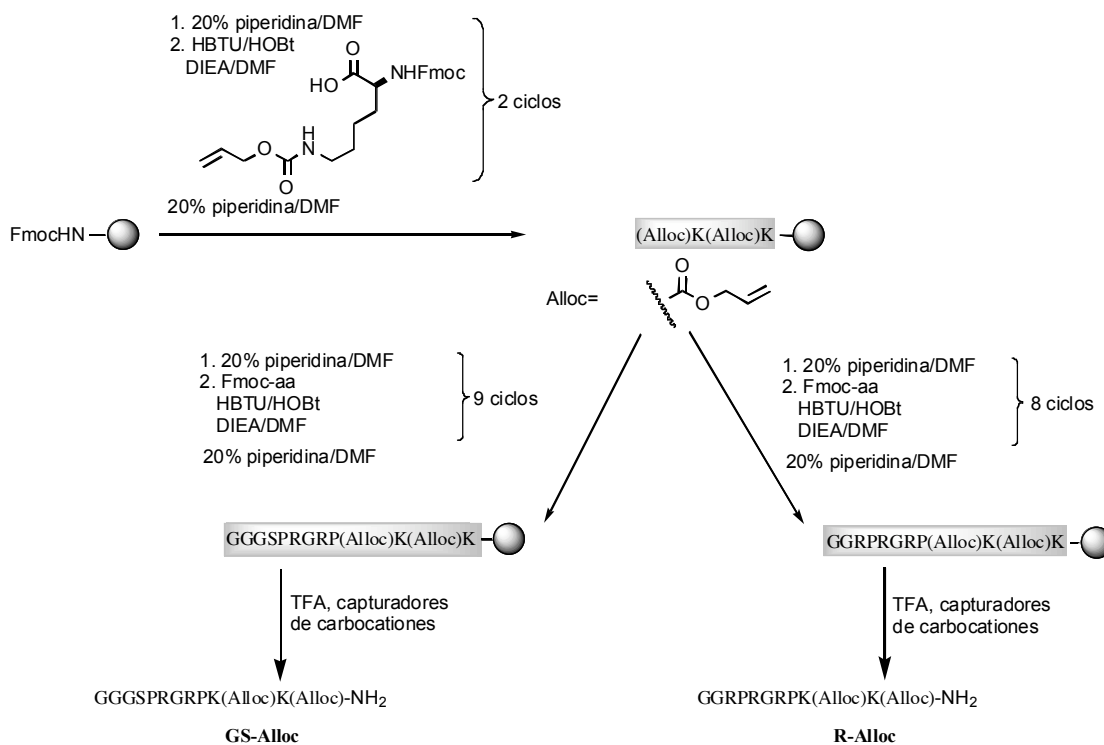 1. 20% piperidina/DMF
2. HBTU/HOBt
DIEA/DMF
O
HO
NHFmoc
2 ciclos
H
O
N
O
20% piperidina/DMF
FmocHN
(Alloc)K(Alloc)K
Alloc=
O
O
1. 20% piperidina/DMF
2. Fmoc-aa
HBTU/HOBt
DIEA/DMF
9 ciclos
20% piperidina/DMF
1. 20% piperidina/DMF
2. Fmoc-aa
HBTU/HOBt
DIEA/DMF
8 ciclos
20% piperidina/DMF
GGGSPRGRP(Alloc)K(Alloc)K
GGRPRGRP(Alloc)K(Alloc)K
TFA, capturadores
de carbocationes
TFA, capturadores
de carbocationes
GGGSPRGRPK(Alloc)K(Alloc)-NH2
GGRPRGRPK(Alloc)K(Alloc)-NH2
GS-Alloc
R-Alloc